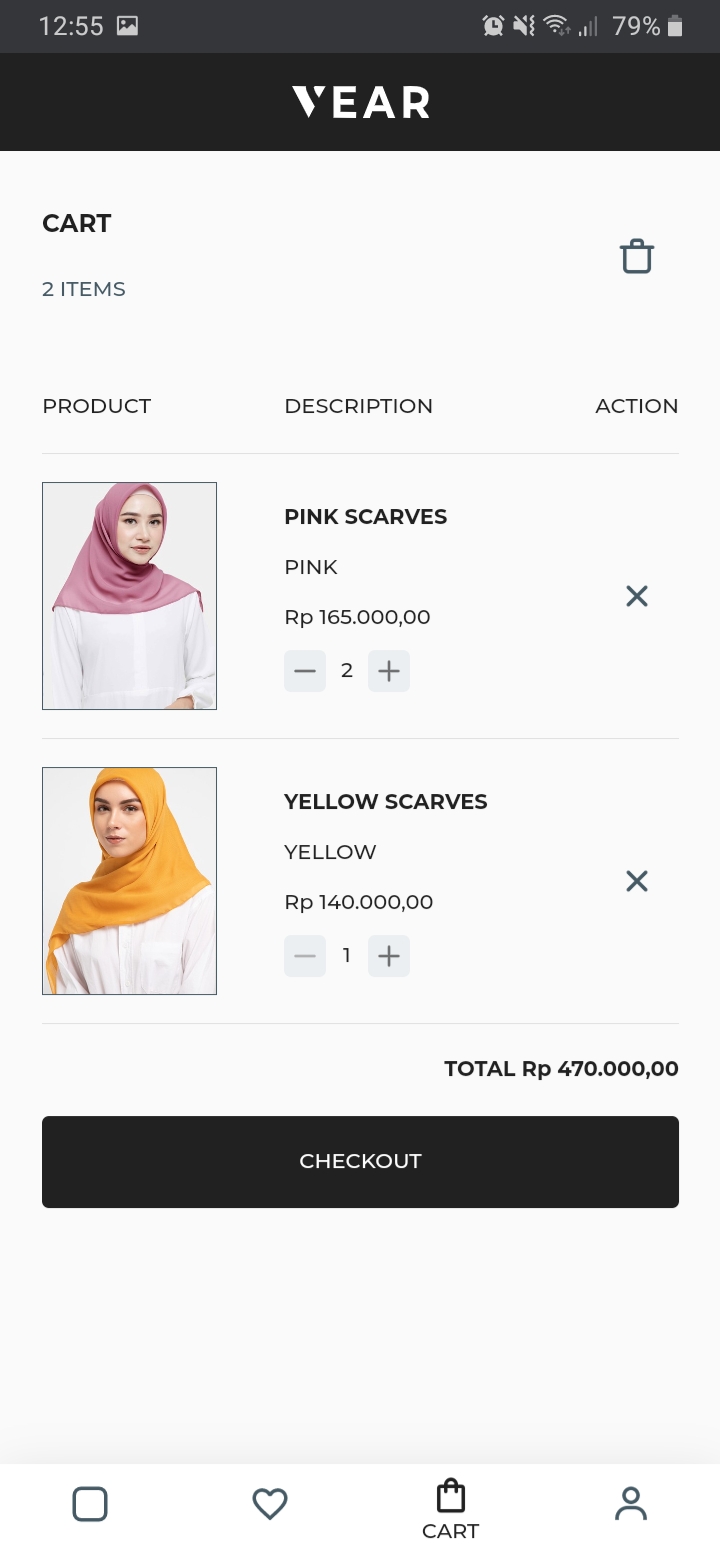 12:55
79%
VEAR
CART
2 ITEMS
PRODUCT DESCRIPTION ACTION
PINK SCARVES
PINK
Rp 165.000,00
2
YELLOW SCARVES
YELLOW
Rp 140.000,00
1
TOTAL Rp 470.000,00
CHECKOUT
CART